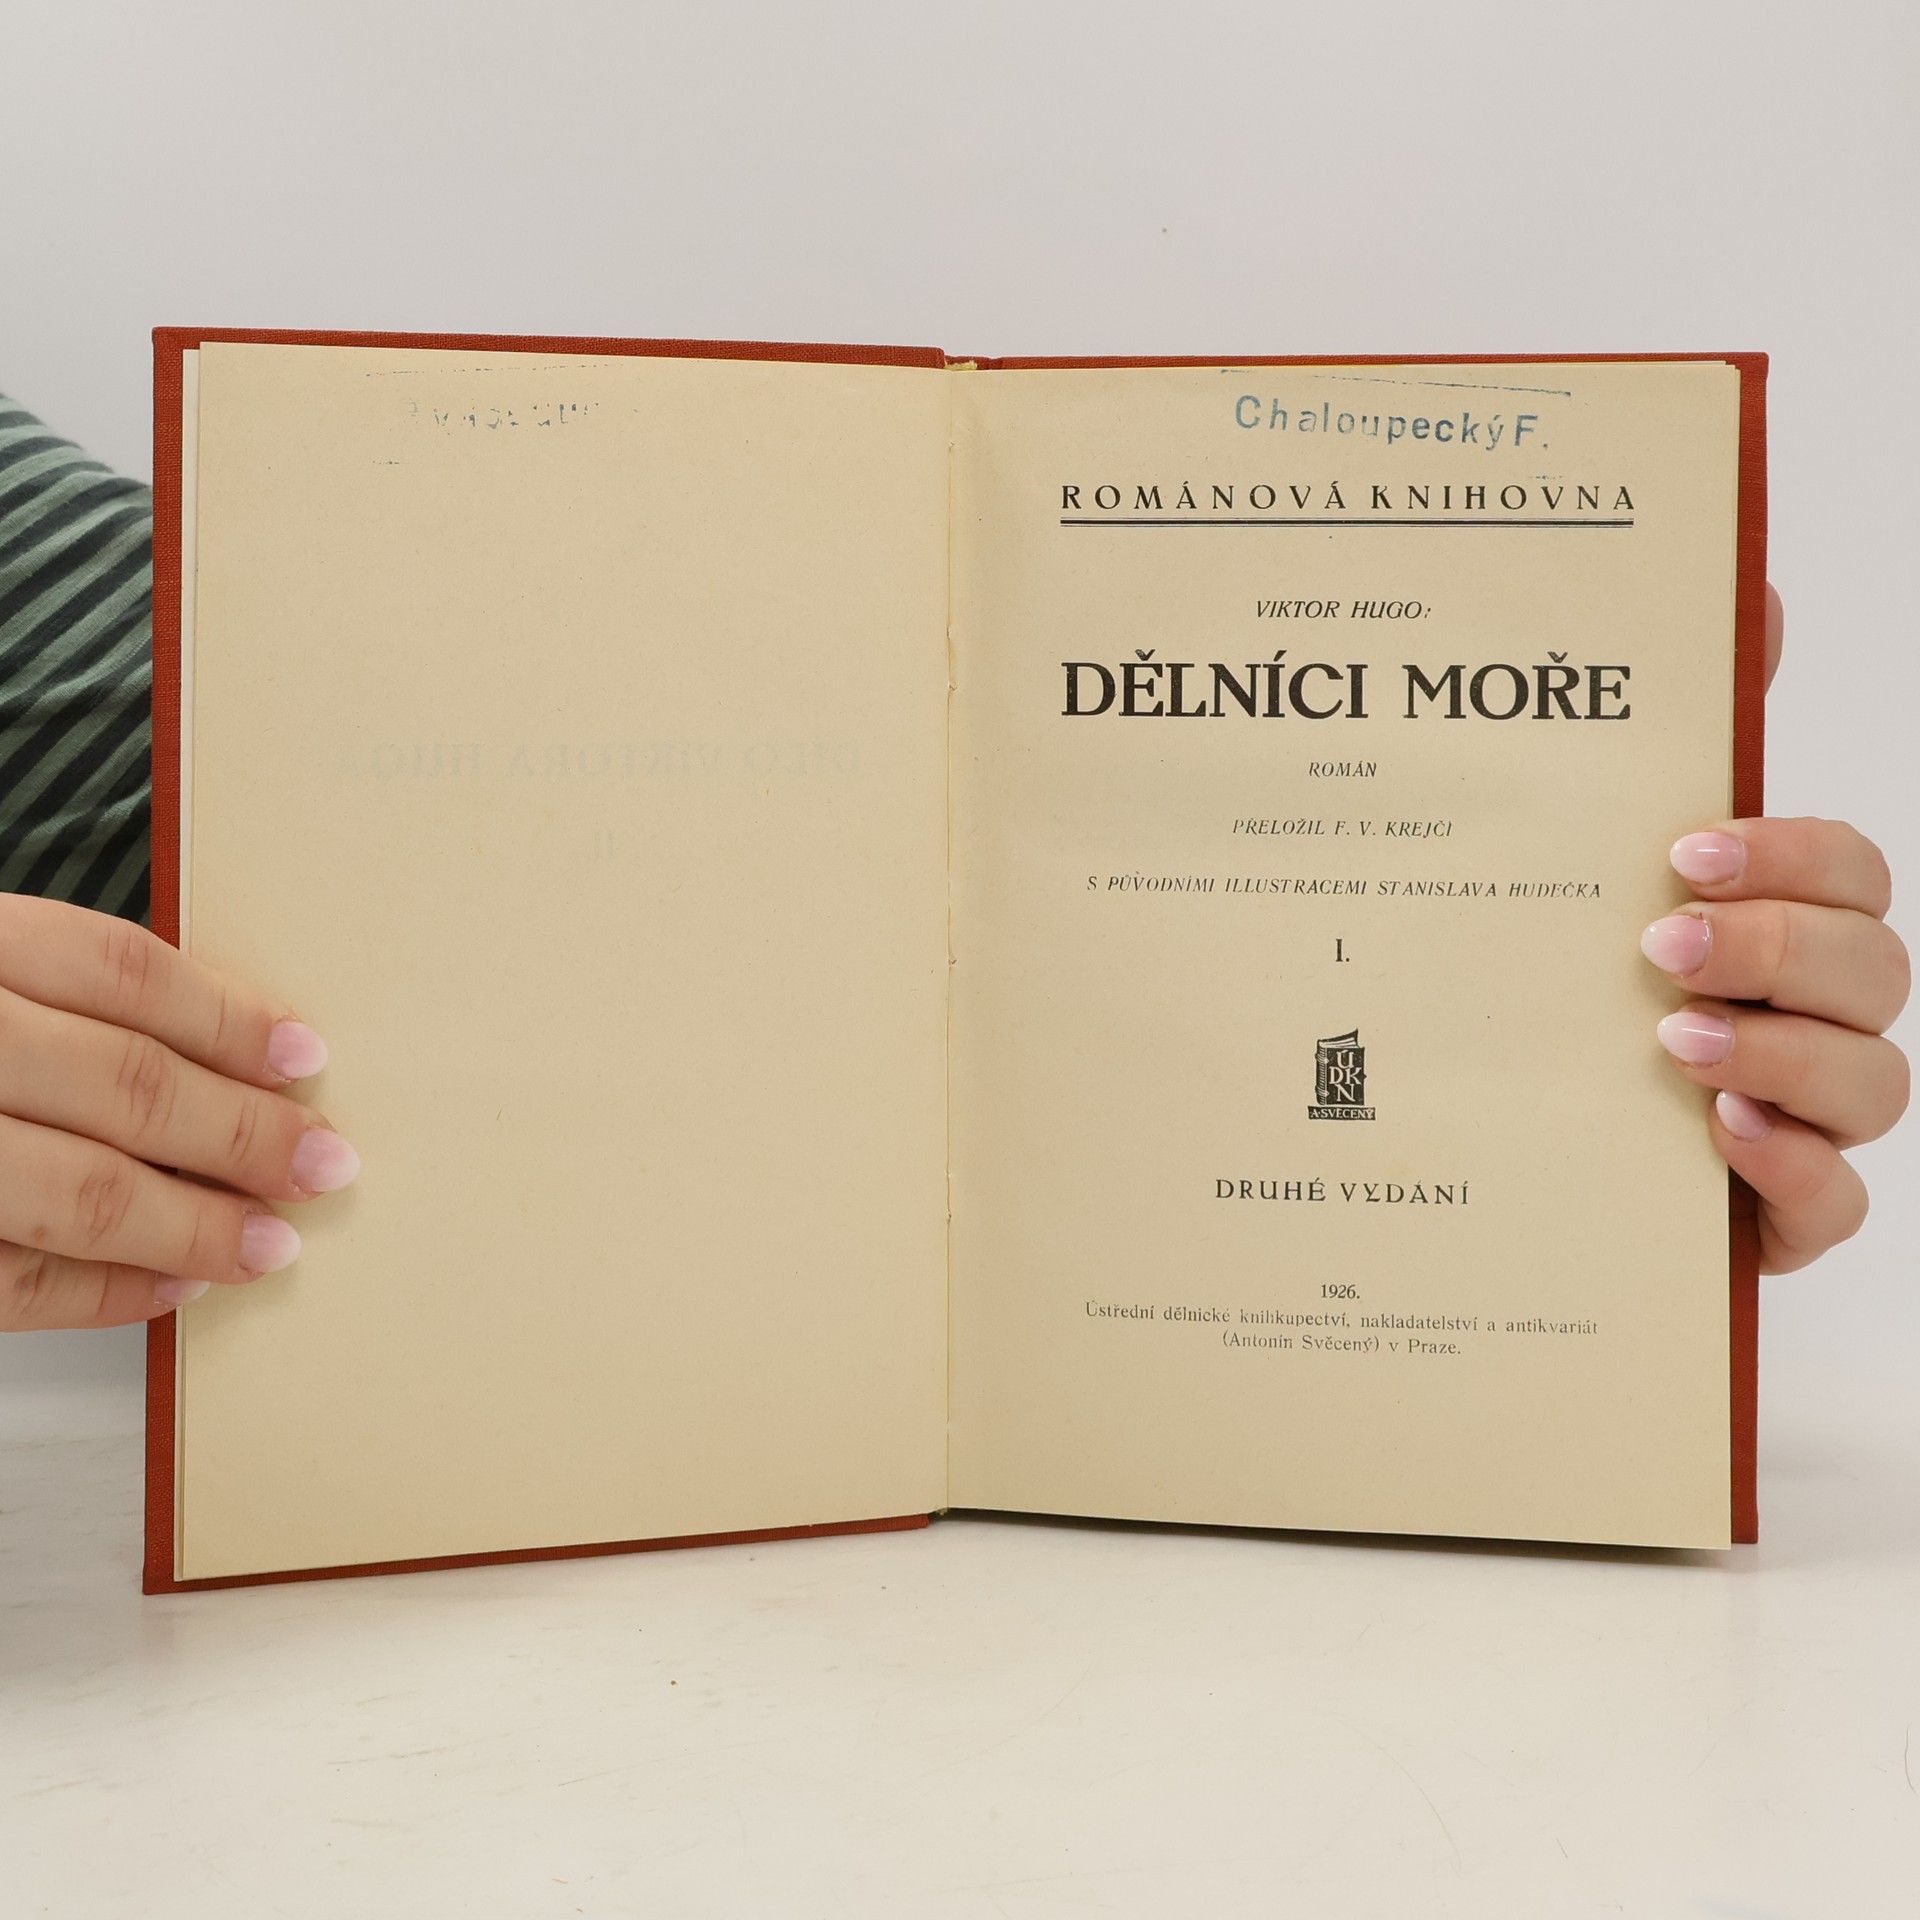 Chaloupecký F.
ROMÁNOVÁ KNIHOVNA
VIKTOR HUGO:
DĚLNÍCI MOŘE
ROMÁN
PŘELOŽIL F. V. KREJČÍ
S PŮVODNÍMI ILLUSTRACEMI STANISLAVA HUDEČKA
I.
ÚDKN
A·SVĚCENÝ
DRUHÉ VYDÁNÍ
1926.
Ústřední dělnické knihkupectví, nakladatelství a antikvariát
(Antonín Svěcený) v Praze.